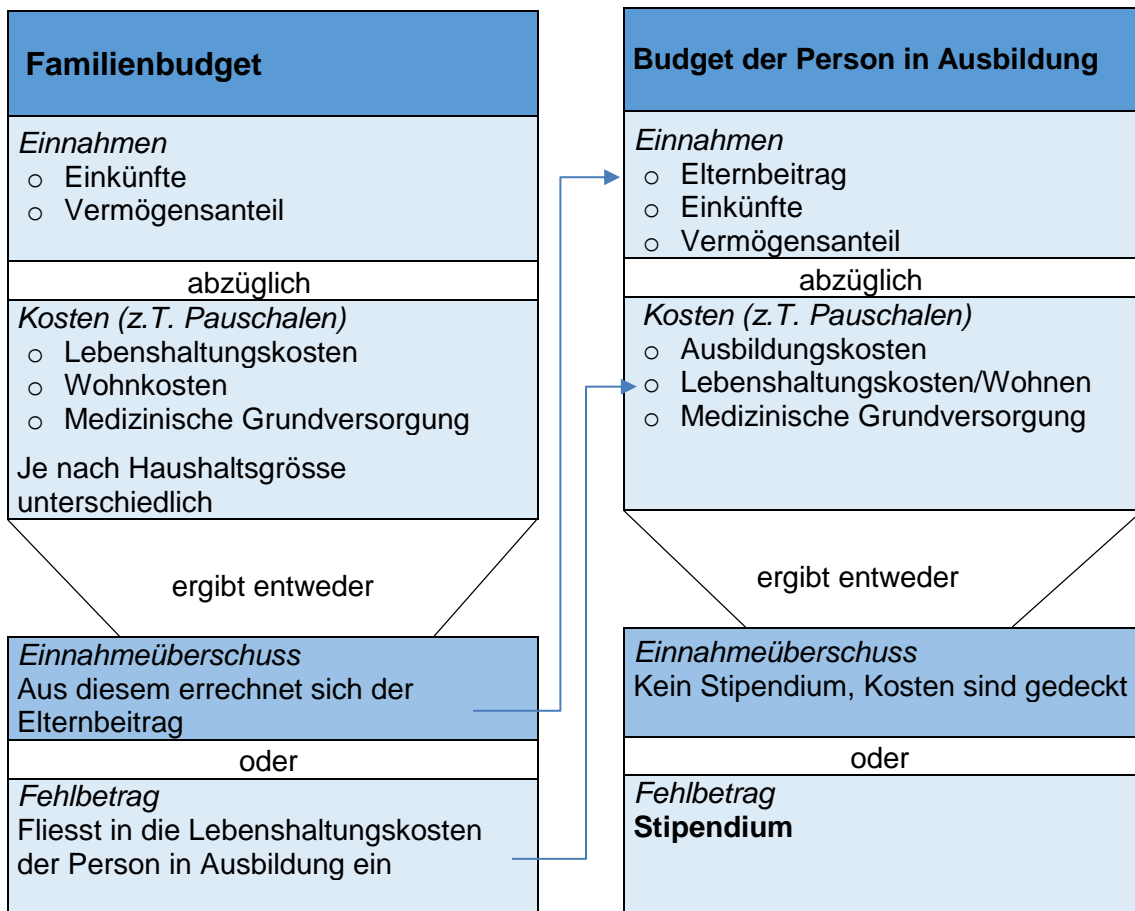 Familienbudget
Einnahmen
o Einkünfte
o Vermögensanteil
abzüglich
Kosten (z.T. Pauschalen)
o Lebenshaltungskosten
o Wohnkosten
o Medizinische Grundversorgung
Je nach Haushaltsgrösse
unterschiedlich
ergibt entweder
Einnahmeüberschuss
Aus diesem errechnet sich der
Elternbeitrag
oder
Fehlbetrag
Fliesst in die Lebenshaltungskosten
der Person in Ausbildung ein
Budget der Person in Ausbildung
Einnahmen
o Elternbeitrag
o Einkünfte
o Vermögensanteil
abzüglich
Kosten (z.T. Pauschalen)
o Ausbildungskosten
o Lebenshaltungskosten/Wohnen
o Medizinische Grundversorgung
ergibt entweder
Einnahmeüberschuss
Kein Stipendium, Kosten sind gedeckt
oder
Fehlbetrag
Stipendium